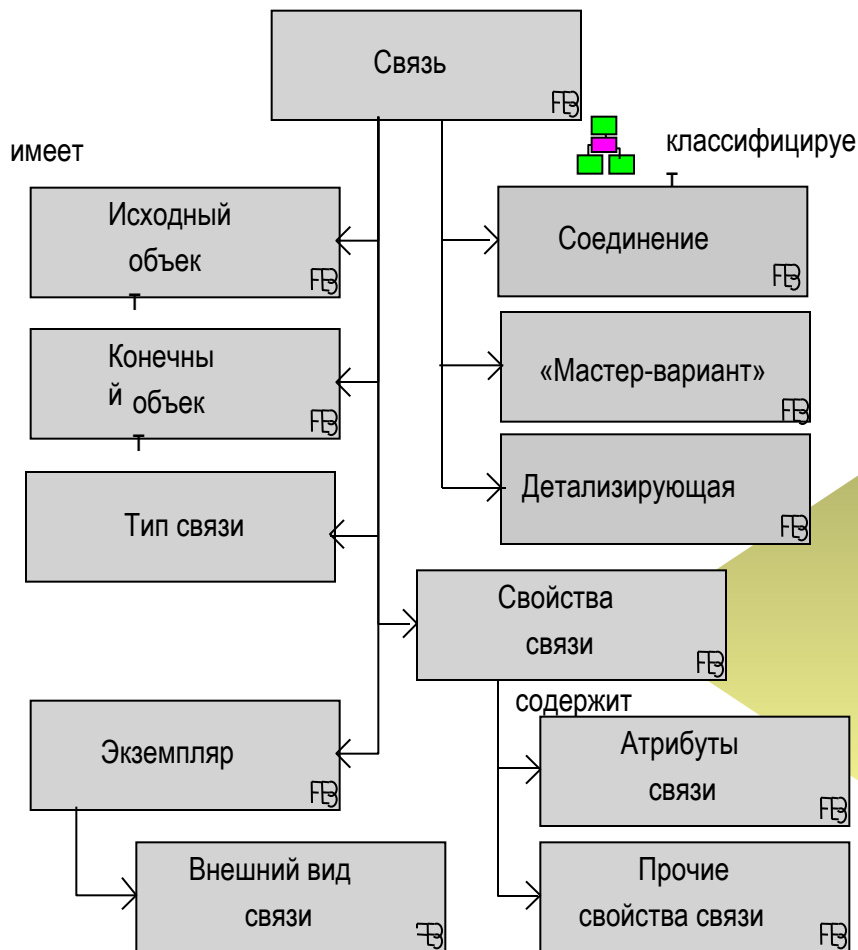 Связь
имеет
классифицируе
т
Исходный
объек
т
Соединение
Конечны
й объек
т
«Мастер-вариант»
Тип связи
Детализирующая
Свойства
связи
содержит
Экземпляр
Атрибуты
связи
Внешний вид
связи
Прочие
свойства связи